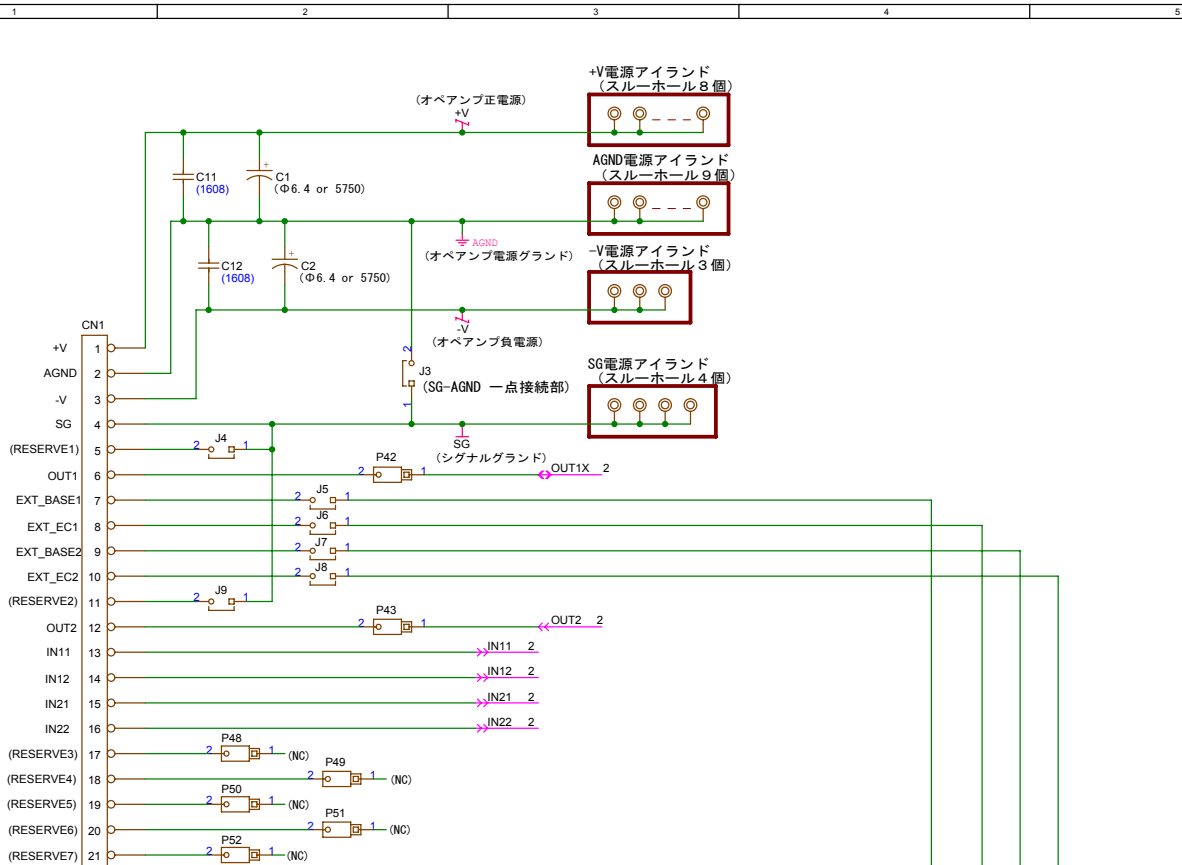 1 2 3 4 5
+V電源アイランド
(スルーホール８個)
(オペアンプ正電源)
+V
AGND電源アイランド
(スルーホール９個)
C11
(1608)
+
C1
(Φ6.4 or 5750)
AGND
(オペアンプ電源グランド)
-V電源アイランド
(スルーホール３個)
C12
(1608)
+
C2
(Φ6.4 or 5750)
-V
(オペアンプ負電源)
CN1
2
J3
(SG-AGND 一点接続部)
1
SG電源アイランド
(スルーホール４個)
SG
(シグナルグランド)
+V 1
AGND 2
-V 3
SG 4
(RESERVE1) 5 2 J4 1
OUT1 6 2 P42 1 OUT1X 2
EXT_BASE1 7 2 J5 1
EXT_EC1 8 2 J6 1
EXT_BASE2 9 2 J7 1
EXT_EC2 10 2 J8 1
(RESERVE2) 11 2 J9 1
OUT2 12 2 P43 1 OUT2 2
IN11 13 IN11 2
IN12 14 IN12 2
IN21 15 IN21 2
IN22 16 IN22 2
(RESERVE3) 17 2 P48 1 (NC)
(RESERVE4) 18 2 P49 1 (NC)
(RESERVE5) 19 2 P50 1 (NC)
(RESERVE6) 20 2 P51 1 (NC)
(RESERVE7) 21 2 P52 1 (NC)